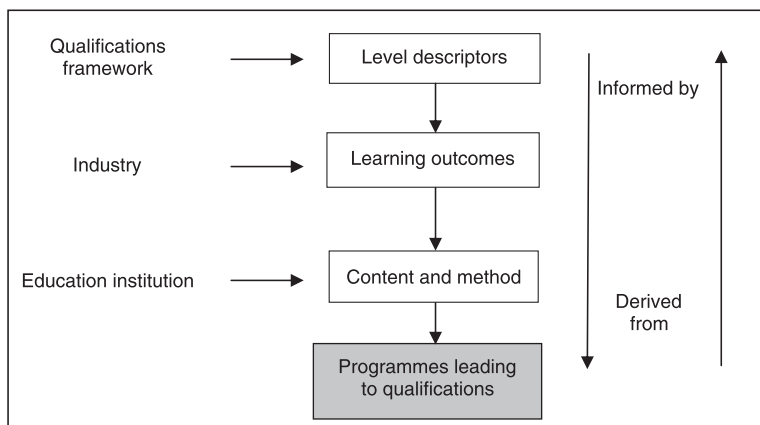 Qualifications
framework
Level descriptors
Informed by
Industry
Learning outcomes
Education institution
Content and method
Derived
from
Programmes leading
to qualifications